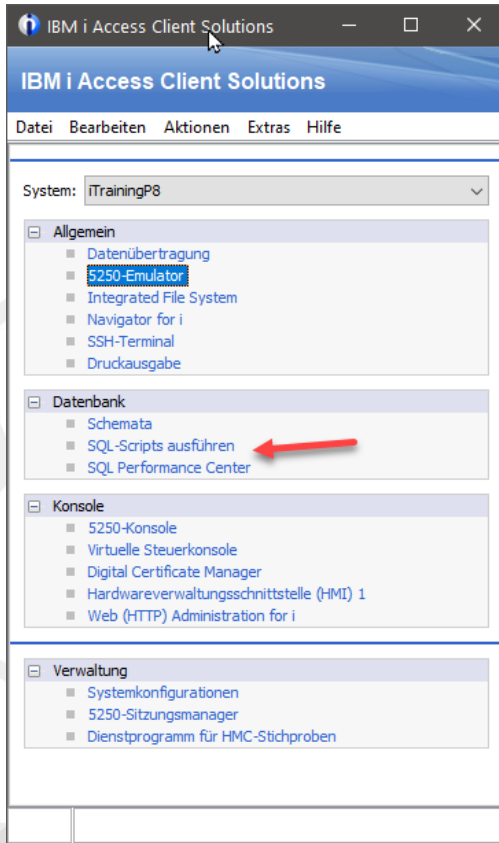 IBM i Access Client Solutions
IBM i Access Client Solutions
Datei Bearbeiten Aktionen Extras Hilfe
System: iTrainingP8
Allgemein
Datenübertragung
5250-Emulator
Integrated File System
Navigator for i
SSH-Terminal
Druckausgabe
Datenbank
Schemata
SQL-Scripts ausführen
SQL Performance Center
Konsole
5250-Konsole
Virtuelle Steuerkonsole
Digital Certificate Manager
Hardwareverwaltungsschnittstelle (HMI) 1
Web (HTTP) Administration for i
Verwaltung
Systemkonfigurationen
5250-Sitzungsmanager
Dienstprogramm für HMC-Stichproben